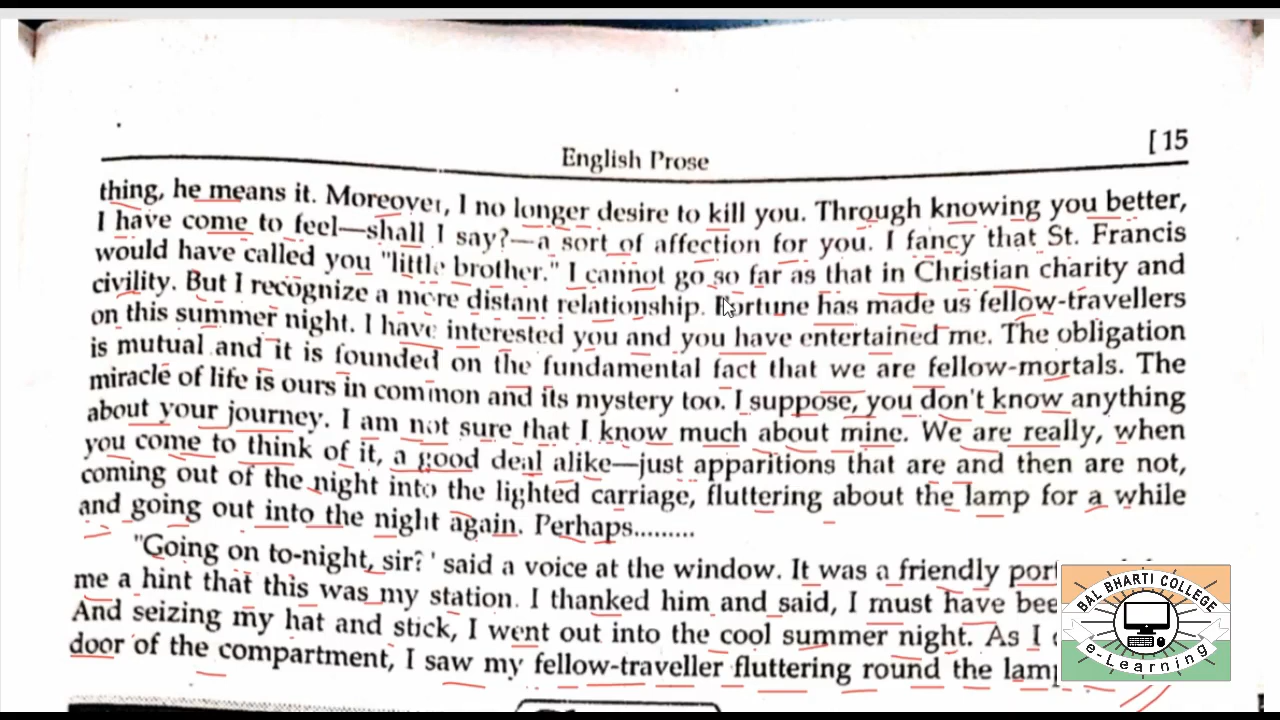 English Prose
[ 15
thing, he means it. Moreover, I no longer desire to kill you. Through knowing you better,
I have come to feel—shall I say?—a sort of affection for you. I fancy that St. Francis
would have called you "little brother." I cannot go so far as that in Christian charity and
civility. But I recognize a more distant relationship. Fortune has made us fellow-travellers
on this summer night. I have interested you and you have entertained me. The obligation
is mutual and it is founded on the fundamental fact that we are fellow-mortals. The
miracle of life is ours in common and its mystery too. I suppose, you don't know anything
about your journey. I am not sure that I know much about mine. We are really, when
you come to think of it, a good deal alike—just apparitions that are and then are not,
coming out of the night into the lighted carriage, fluttering about the lamp for a while
and going out into the night again. Perhaps.........
"Going on to-night, sir? ' said a voice at the window. It was a friendly
me a hint that this was my station. I thanked him and said, I must have
And seizing my hat and stick, I went out into the cool summer night. As I
door of the compartment, I saw my fellow-traveller fluttering round the
BAL BHARTI COLLEGE
e-Learning